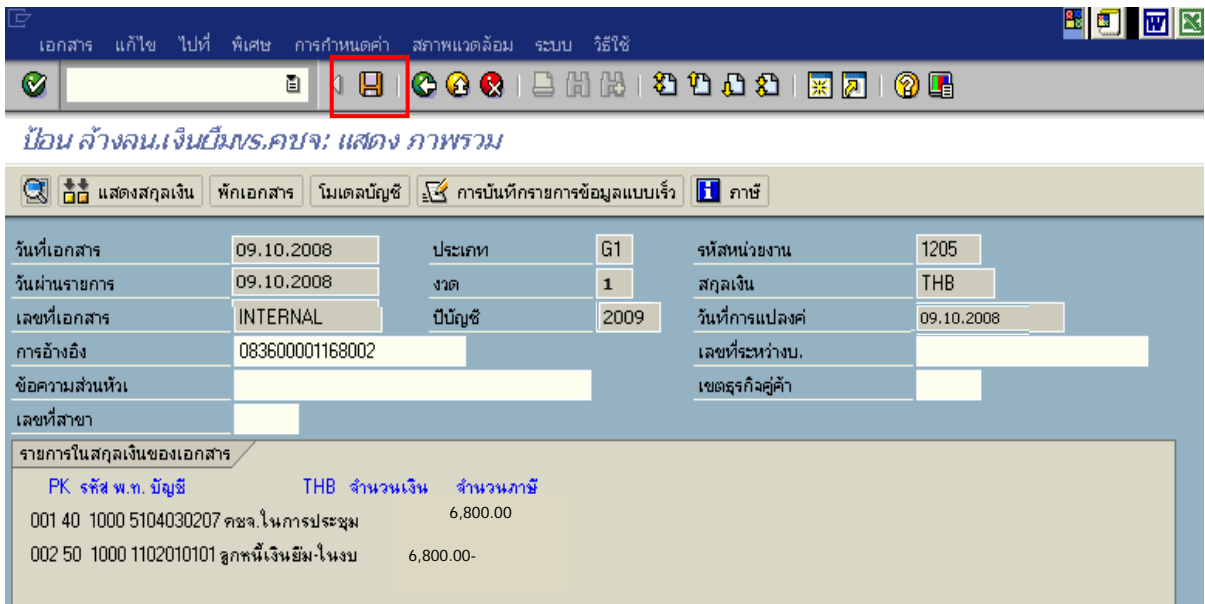 เอกสาร แก้ไข ไปที่ พิเศษ การกำหนดค่า สภาพแวดล้อม ระบบ วิธีใช้
ป้อน ล้างลน.เงินยืมvs.คชจ: แสดง ภาพรวม
แสดงสกุลเงิน พักเอกสาร โมเดลบัญชี การบันทึกรายการข้อมูลแบบเร็ว ภาษี
วันที่เอกสาร 09.10.2008 ประเภท G1 รหัสหน่วยงาน 1205
วันผ่านรายการ 09.10.2008 งวด 1 สกุลเงิน THB
เลขที่เอกสาร INTERNAL ปีบัญชี 2009 วันที่การแปลงค่ 09.10.2008
การอ้างอิง 083600001168002 เลขที่ระหว่างบ.
ข้อความส่วนหัวเ เขตธุรกิจคู่ค้า
เลขที่สาขา
รายการในสกุลเงินของเอกสาร
PK รหัส พ.ท. บัญชี THB จำนวนเงิน จำนวนภาษี
001 40 1000 5104030207 คชจ.ในการประชุม 6,800.00
002 50 1000 1102010101 ลูกหนี้เงินยืม-ในงบ 6,800.00-